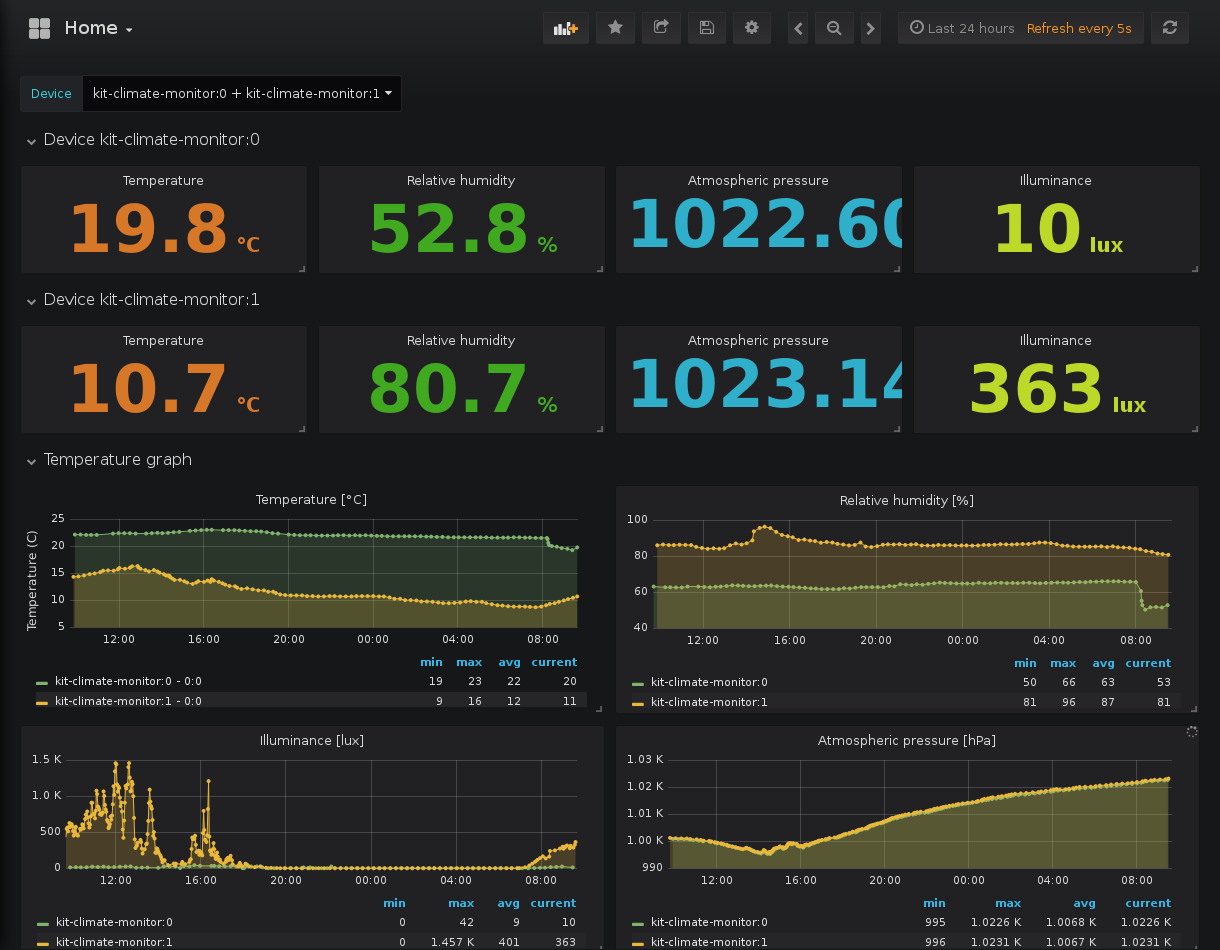 Home
Last 24 hours Refresh every 5s
Device kit-climate-monitor:0 + kit-climate-monitor:1
Device kit-climate-monitor:0
Temperature Relative humidity Atmospheric pressure Illuminance
19.8 °C 52.8 % 1022.60 10 lux
Device kit-climate-monitor:1
Temperature Relative humidity Atmospheric pressure Illuminance
10.7 °C 80.7 % 1023.14 363 lux
Temperature graph
Temperature [°C]
Temperature (C)
25
20
15
10
5
12:00 16:00 20:00 00:00 04:00 08:00
min max avg current
kit-climate-monitor:0 - 0:0 19 23 22 20
kit-climate-monitor:1 - 0:0 9 16 12 11
Relative humidity [%]
100
80
60
40
12:00 16:00 20:00 00:00 04:00 08:00
min max avg current
kit-climate-monitor:0 50 66 63 53
kit-climate-monitor:1 81 96 87 81
Illuminance [lux]
1.5 K
1.0 K
500
0
12:00 16:00 20:00 00:00 04:00 08:00
min max avg current
kit-climate-monitor:0 0 42 9 10
kit-climate-monitor:1 0 1.457 K 401 363
Atmospheric pressure [hPa]
1.03 K
1.02 K
1.01 K
1.00 K
990
12:00 16:00 20:00 00:00 04:00 08:00
min max avg current
kit-climate-monitor:0 995 1.0226 K 1.0068 K 1.0226 K
kit-climate-monitor:1 996 1.0231 K 1.0067 K 1.0231 K